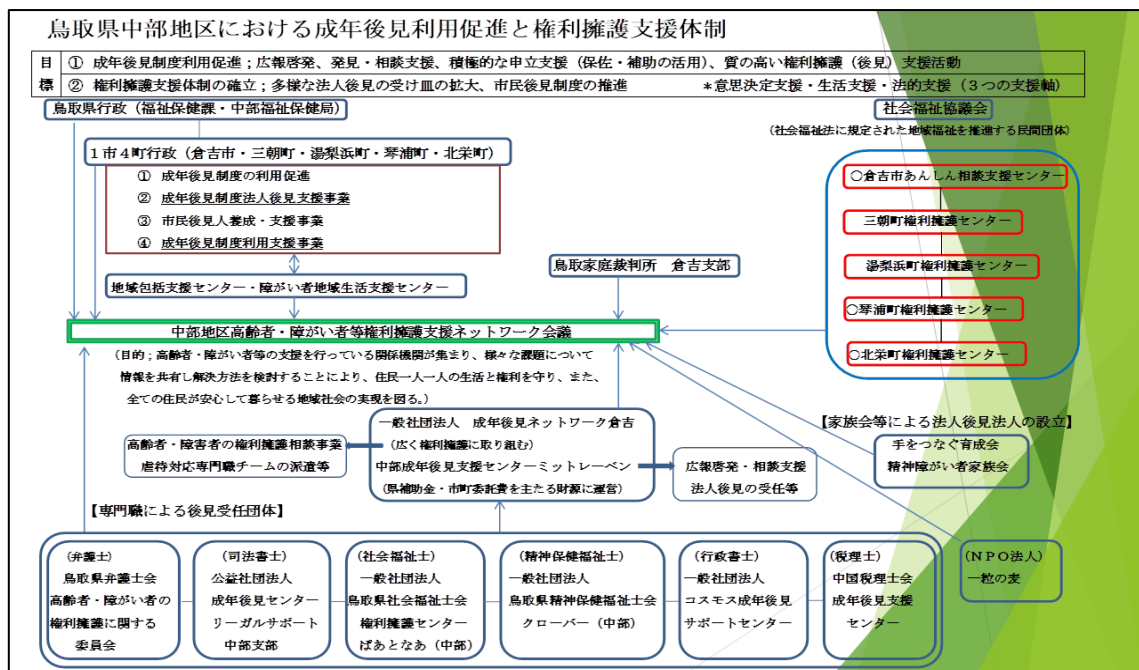 鳥取県中部地区における成年後見利用促進と権利擁護支援体制
目標
① 成年後見制度利用促進；広報啓発、発見・相談支援、積極的な申立支援（保佐・補助の活用）、質の高い権利擁護（後見）支援活動
② 権利擁護支援体制の確立；多様な法人後見の受け皿の拡大、市民後見制度の推進 ＊意思決定支援・生活支援・法的支援（３つの支援軸）
鳥取県行政（福祉保健課・中部福祉保健局）
社会福祉協議会
（社会福祉法に規定された地域福祉を推進する民間団体）
１市４町行政（倉吉市・三朝町・湯梨浜町・琴浦町・北栄町）
① 成年後見制度の利用促進
② 成年後見制度法人後見支援事業
③ 市民後見人養成・支援事業
④ 成年後見制度利用支援事業
○倉吉市あんしん相談支援センター
三朝町権利擁護センター
湯梨浜町権利擁護センター
○琴浦町権利擁護センター
○北栄町権利擁護センター
鳥取家庭裁判所 倉吉支部
地域包括支援センター・障がい者地域生活支援センター
中部地区高齢者・障がい者等権利擁護支援ネットワーク会議
（目的；高齢者・障がい者等の支援を行っている関係機関が集まり、様々な課題について
情報を共有し解決方法を検討することにより、住民一人一人の生活と権利を守り、また、
全ての住民が安心して暮らせる地域社会の実現を図る。）
一般社団法人 成年後見ネットワーク倉吉
（広く権利擁護に取り組む）
中部成年後見支援センターミットレーベン
（県補助金・市町委託費を主たる財源に運営）
高齢者・障害者の権利擁護相談事業
虐待対応専門職チームの派遣等
広報啓発・相談支援
法人後見の受任等
【家族会等による法人後見法人の設立】
手をつなぐ育成会
精神障がい者家族会
【専門職による後見受任団体】
（弁護士）
鳥取県弁護士会
高齢者・障がい者の
権利擁護に関する
委員会
（司法書士）
公益社団法人
成年後見センター
リーガルサポート
中部支部
（社会福祉士）
一般社団法人
鳥取県社会福祉士会
権利擁護センター
ぱあとなあ（中部）
（精神保健福祉士）
一般社団法人
鳥取県精神保健福祉士会
クローバー（中部）
（行政書士）
一般社団法人
コスモス成年後見
サポートセンター
（税理士）
中国税理士会
成年後見支援
センター
（ＮＰＯ法人）
一粒の麦